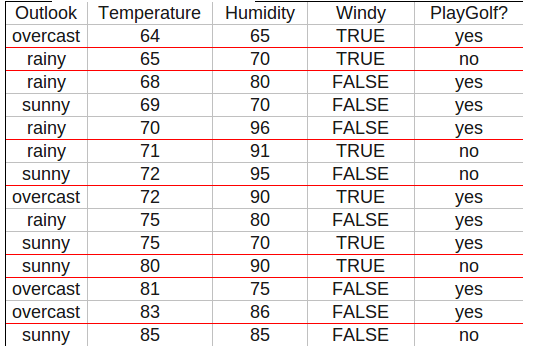 Outlook Temperature Humidity Windy PlayGolf?
overcast 64 65 TRUE yes
rainy 65 70 TRUE no
rainy 68 80 FALSE yes
sunny 69 70 FALSE yes
rainy 70 96 FALSE yes
rainy 71 91 TRUE no
sunny 72 95 FALSE no
overcast 72 90 TRUE yes
rainy 75 80 FALSE yes
sunny 75 70 TRUE yes
sunny 80 90 TRUE no
overcast 81 75 FALSE yes
overcast 83 86 FALSE yes
sunny 85 85 FALSE no